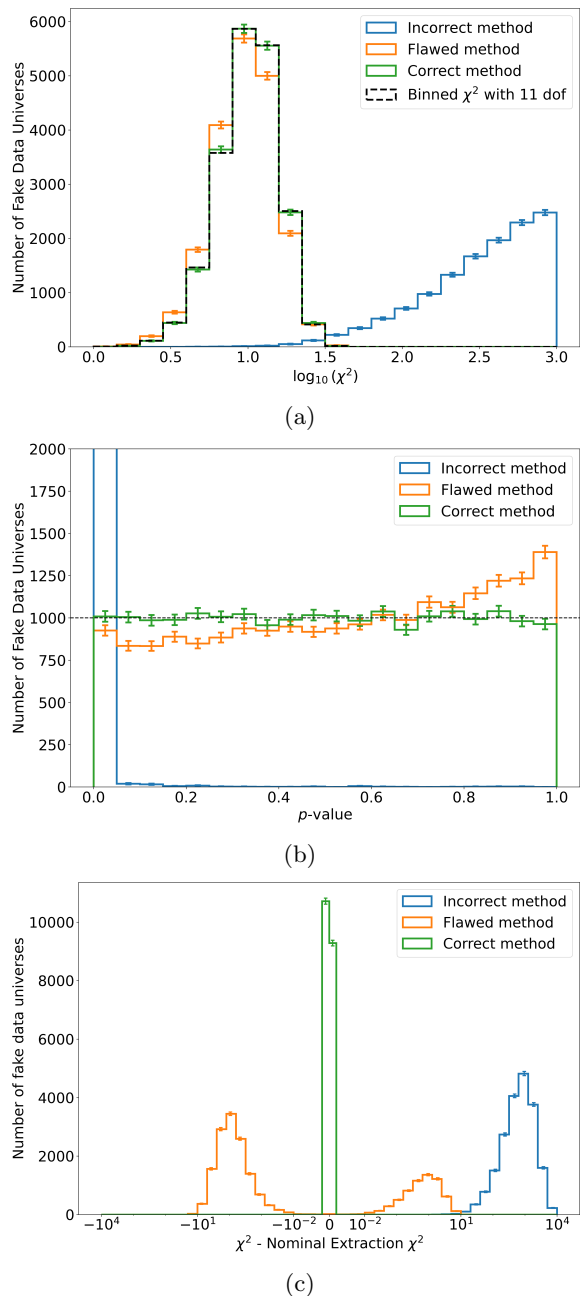 Number of Fake Data Universes
6000
5000
4000
3000
2000
1000
0
Incorrect method
Flawed method
Correct method
Binned χ² with 11 dof
0.0 0.5 1.0 1.5 2.0 2.5 3.0
log₁₀(χ²)
(a)
Number of Fake Data Universes
2000
1750
1500
1250
1000
750
500
250
0
Incorrect method
Flawed method
Correct method
0.0 0.2 0.4 0.6 0.8 1.0
p-value
(b)
Number of fake data universes
10000
8000
6000
4000
2000
0
Incorrect method
Flawed method
Correct method
−10⁴ −10¹ −10⁻² 0 10⁻² 10¹ 10⁴
χ² - Nominal Extraction χ²
(c)